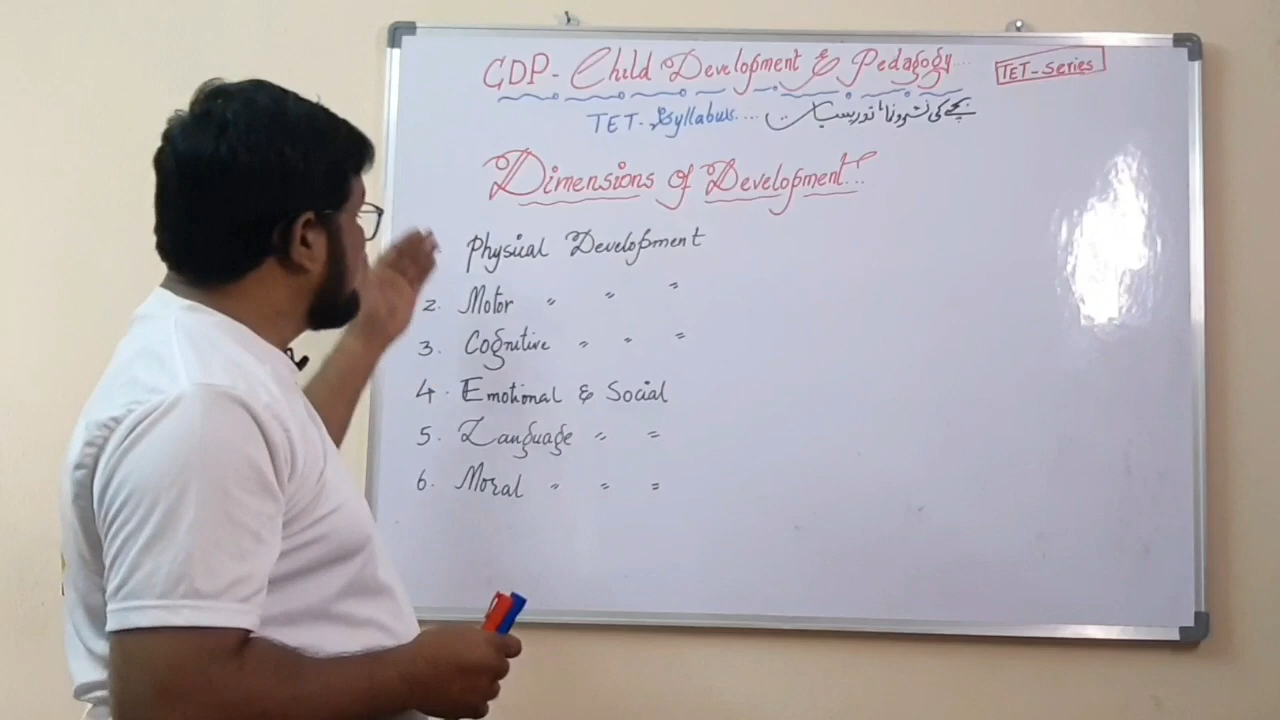 CDP - Child Development & Pedagogy...
TET-Series
TET-Syllabus.... بچے کی نشوونما، تدریسیات
Dimensions of Development...!
Physical Development
2. Motor " " "
3. Cognitive " " "
4. Emotional & Social
5. Language " "
6. Moral " " "